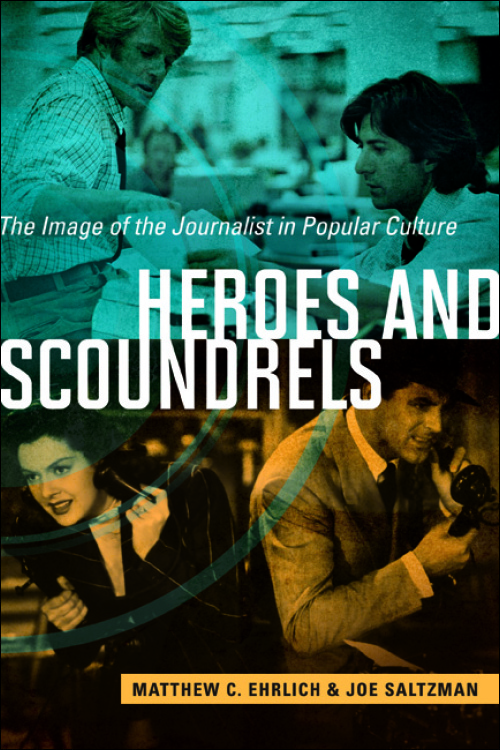 The Image of the Journalist in Popular Culture
HEROES AND
SCOUNDRELS
MATTHEW C. EHRLICH & JOE SALTZMAN